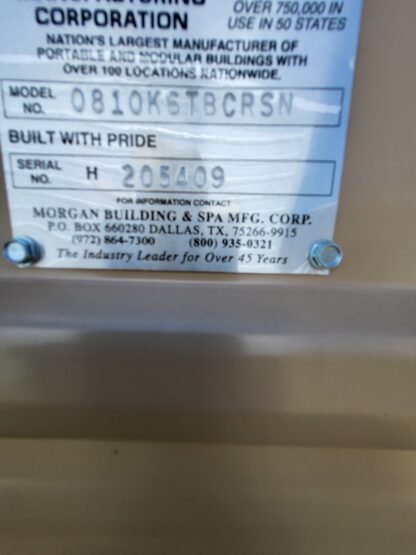 MANUFACTURING
CORPORATION
OVER 750,000 IN
USE IN 50 STATES
NATION'S LARGEST MANUFACTURER OF
PORTABLE AND MODULAR BUILDINGS WITH
OVER 100 LOCATIONS NATIONWIDE.
MODEL NO. 0810K6TBCRSN
BUILT WITH PRIDE
SERIAL NO. H 205409
FOR INFORMATION CONTACT
MORGAN BUILDING & SPA MFG. CORP.
P.O. BOX 660280 DALLAS, TX, 75266-9915
(972) 864-7300 (800) 935-0321
The Industry Leader for Over 45 Years